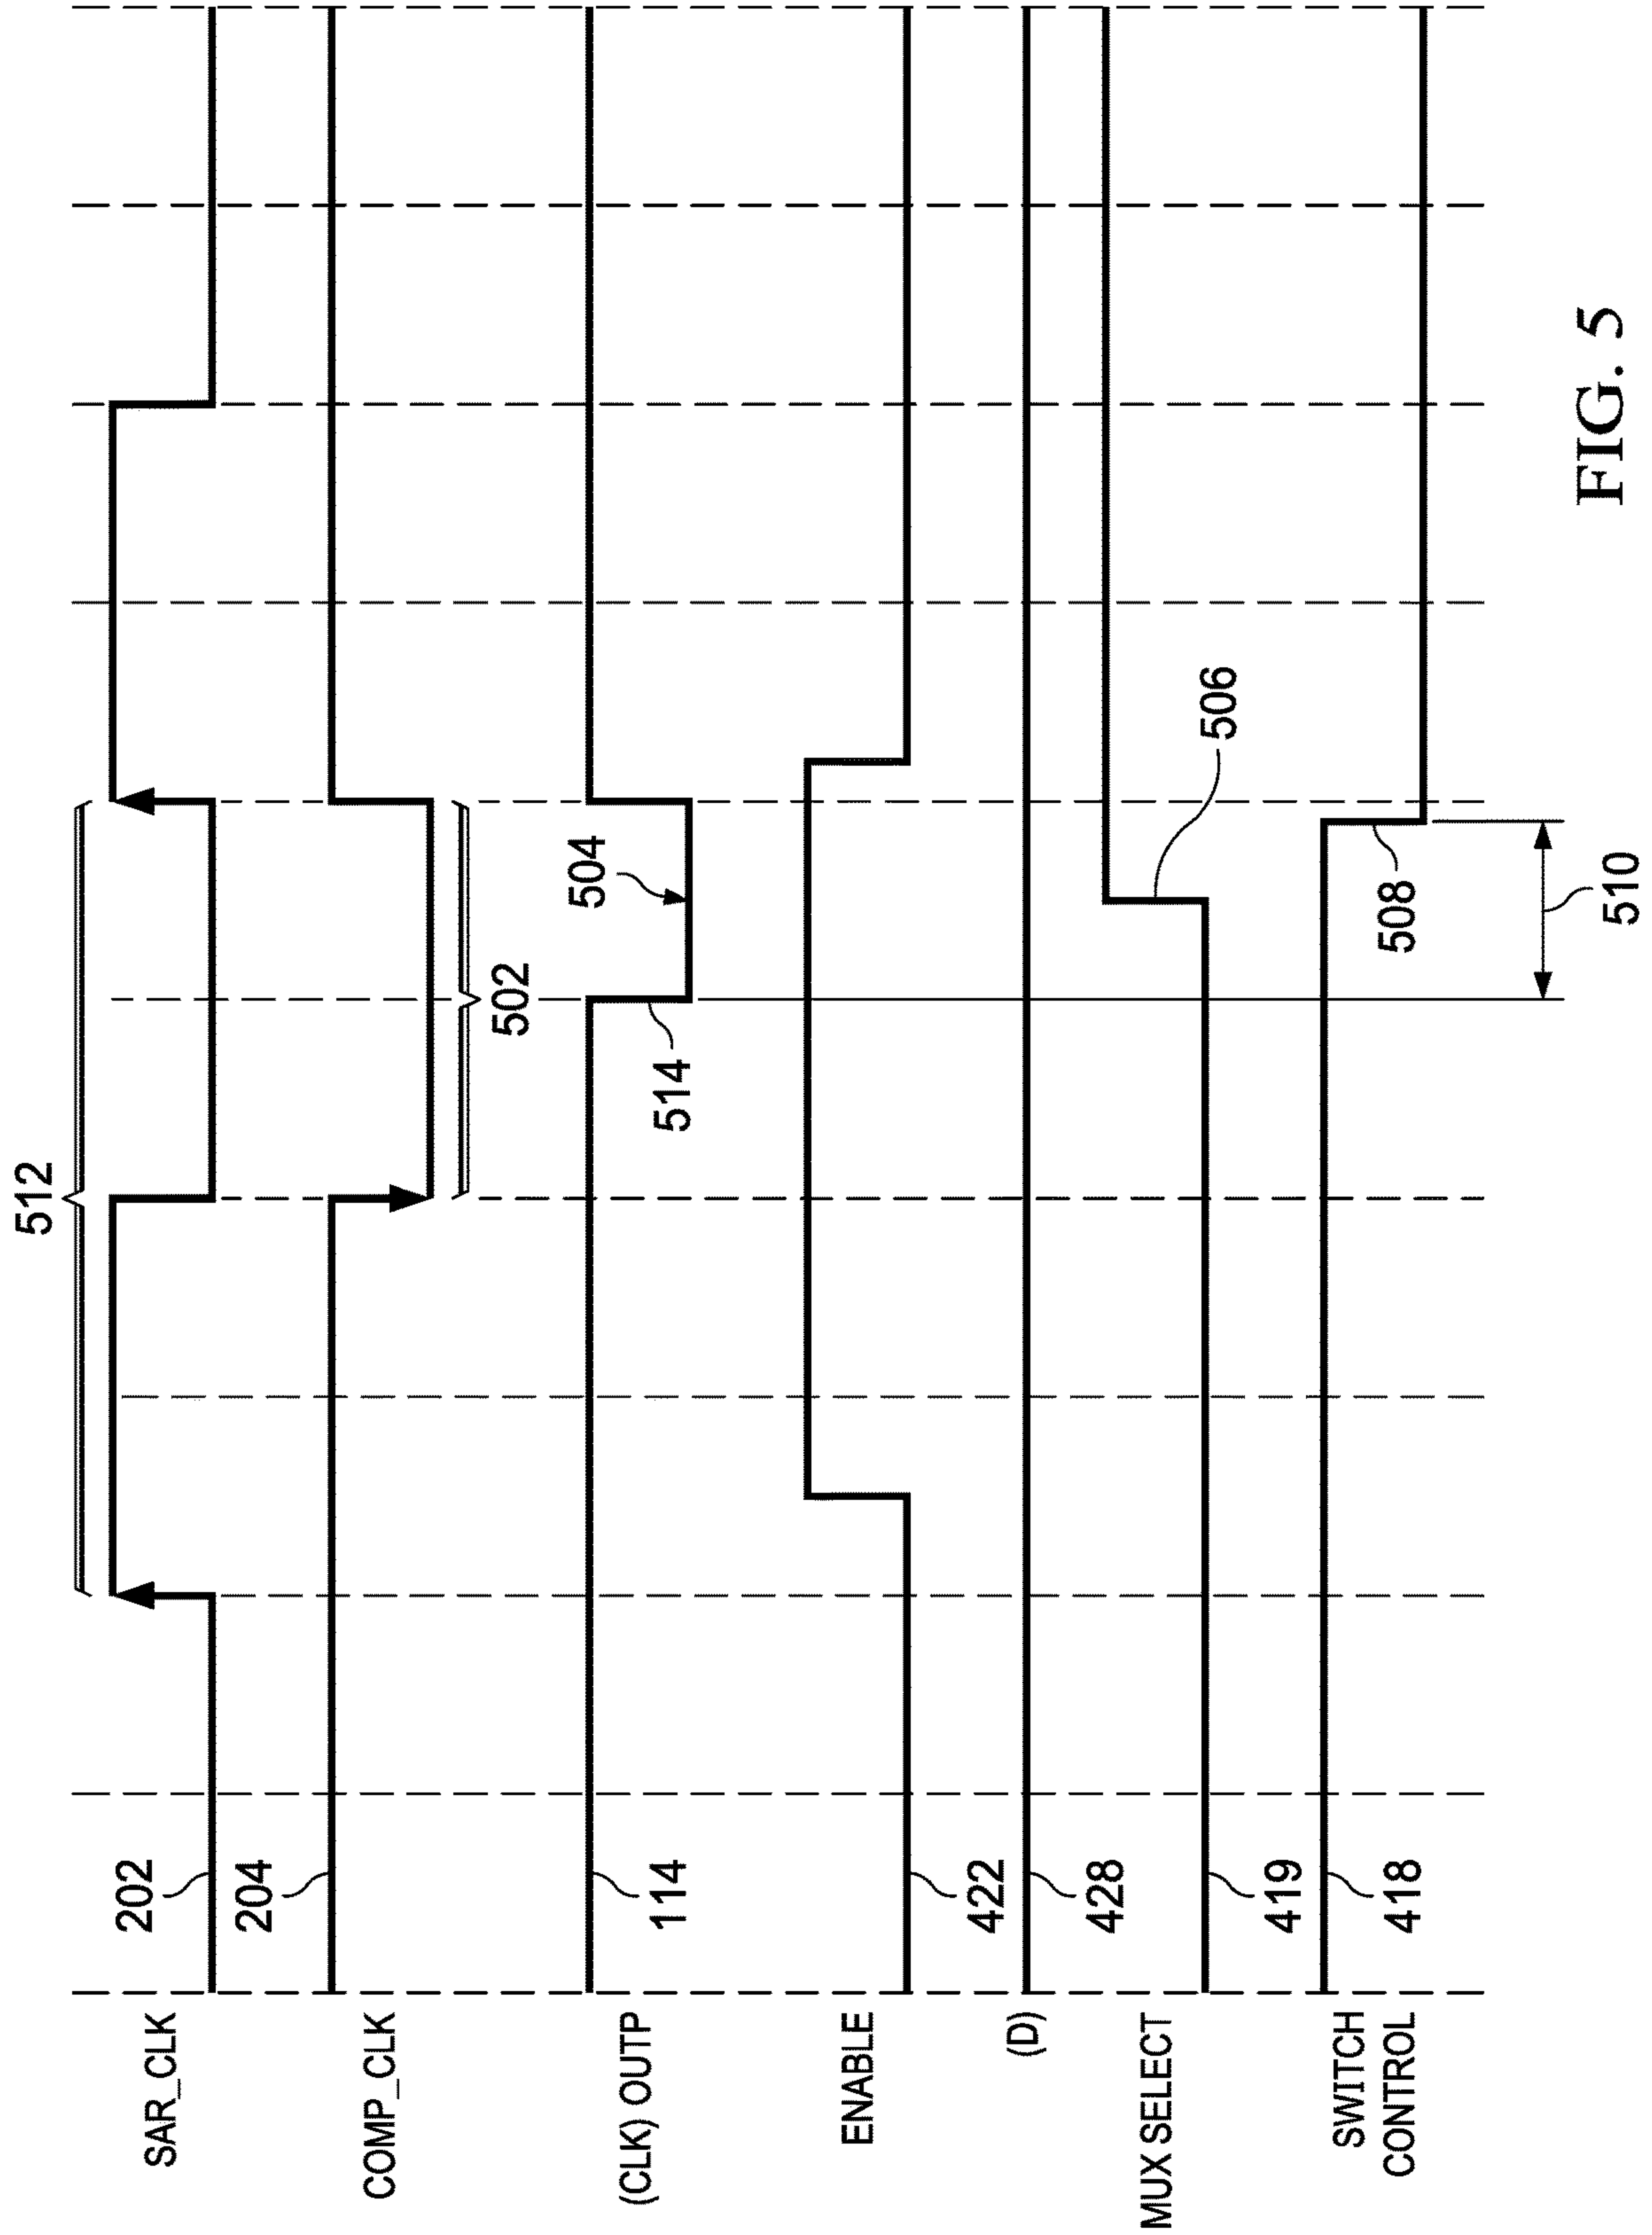 512
SAR_CLK
202
COMP_CLK
204
502
(CLK) OUTP
114
514
504
ENABLE
422
(D)
428
MUX SELECT
419
506
SWITCH
CONTROL
418
508
510
FIG. 5